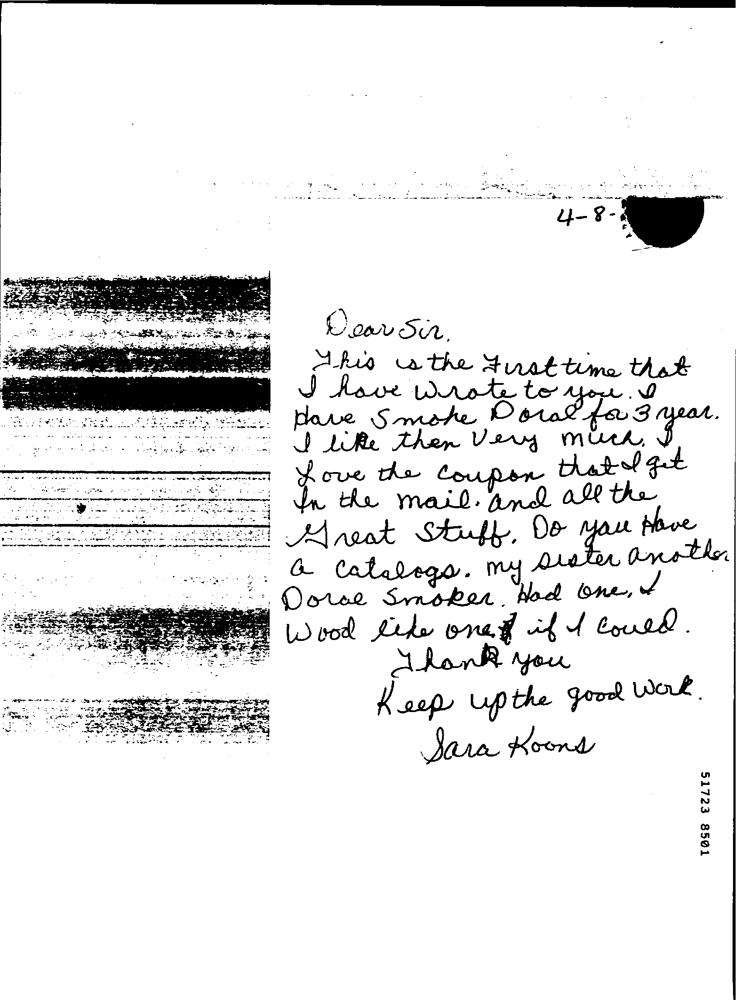 4-8-
Dear Sir,
This is the First time that
I have Wrote to you. I
Have Smoke Doral for 3 year.
I like then Very much. I
Love the Coupon that I get
In the mail. and all the
Great Stuff. Do you Have
a catalogs. my sister another
Doral Smoker. Had one, I
Wood like one if I Could.
Thank you
Keep up the good Work.
Sara Koons
51723 8501